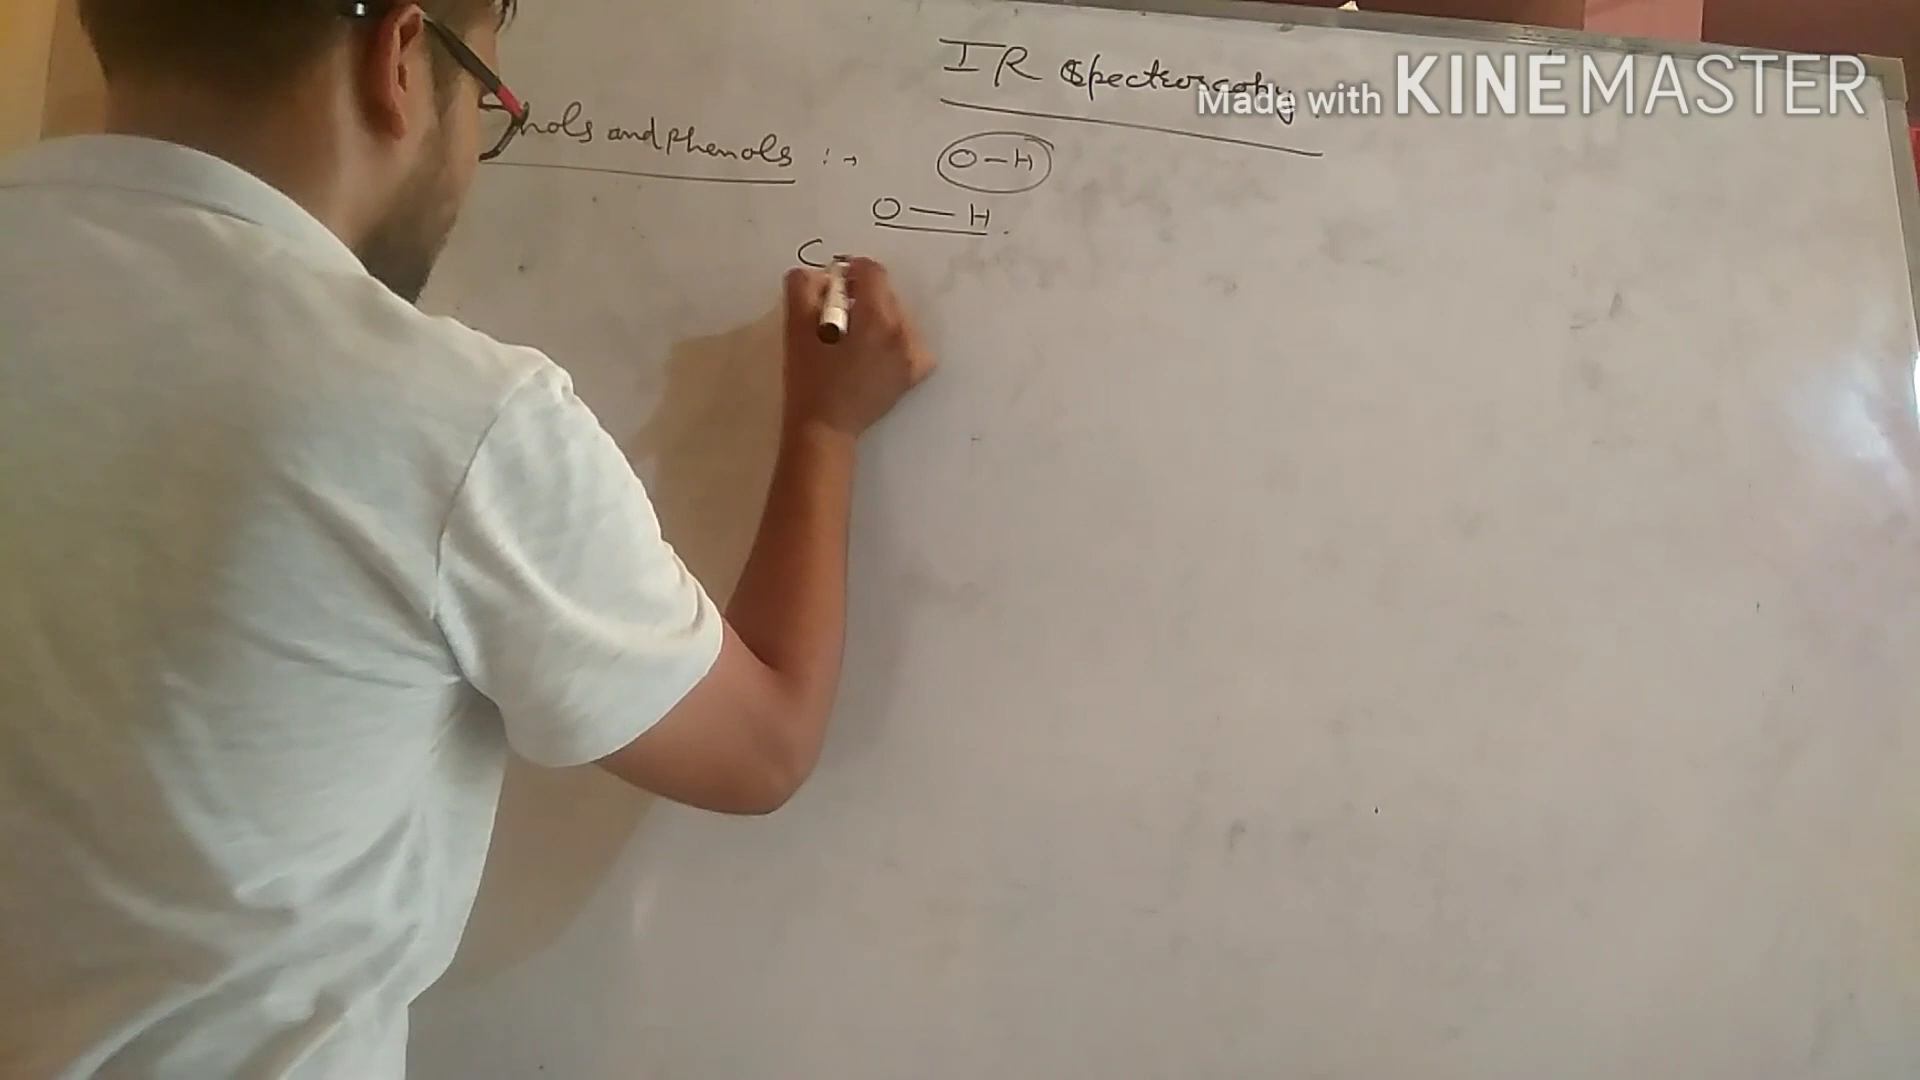 IR Spectroscopy.
Made with KINEMASTER
hols and phenols :→ O-H
O—H.
C